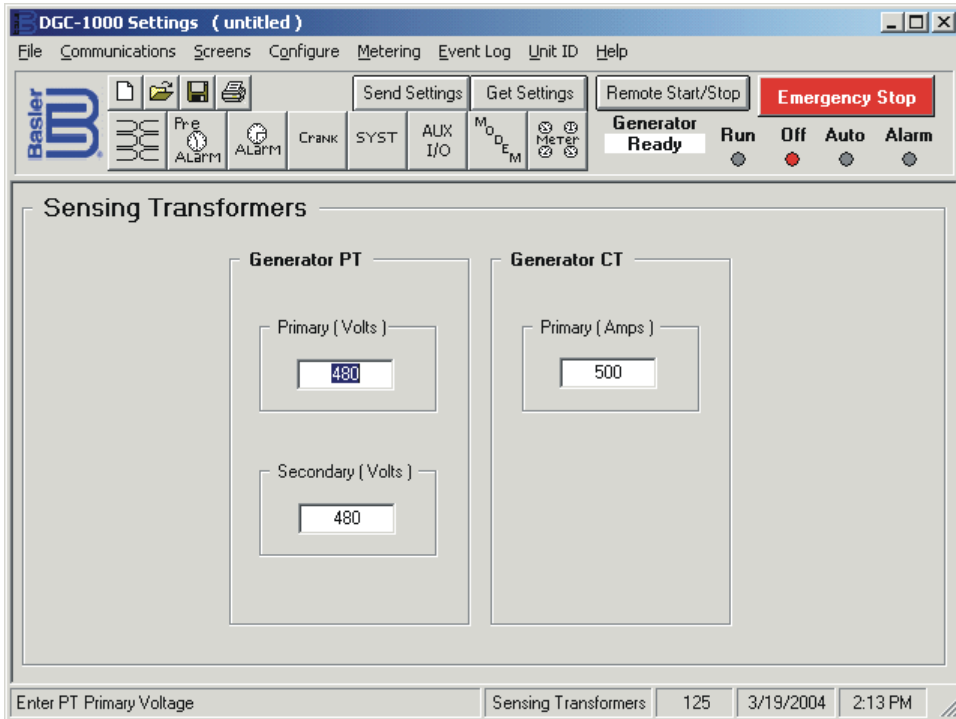 DGC-1000 Settings ( untitled )
File Communications Screens Configure Metering Event Log Unit ID Help
Basler
Send Settings Get Settings Remote Start/Stop Emergency Stop
Pre ALarm ALarm Crank SYST AUX I/O MODEM MeTer
Generator Ready Run Off Auto Alarm
Sensing Transformers
Generator PT Generator CT
Primary ( Volts ) Primary ( Amps )
480 500
Secondary ( Volts )
480
Enter PT Primary Voltage Sensing Transformers 125 3/19/2004 2:13 PM